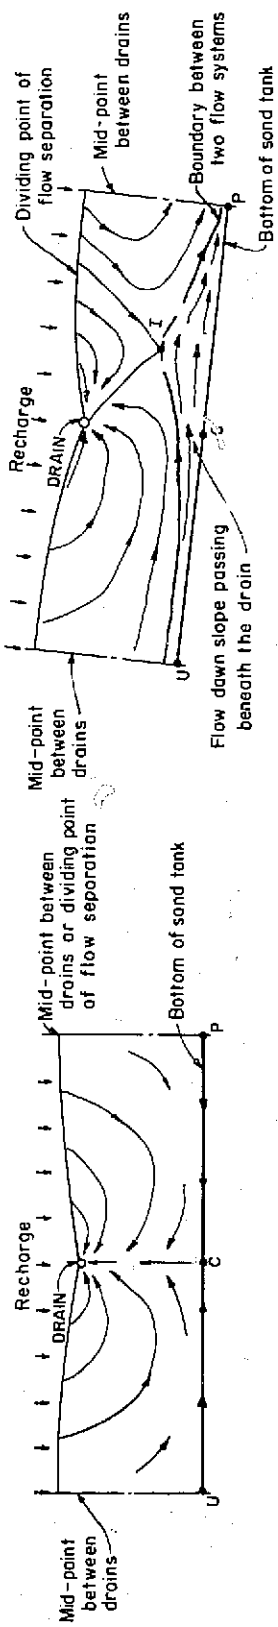 Mid-point
between
drains
Recharge
DRAIN
Mid-point between
drains or dividing point
of flow separation
Bottom of sand tank
U
C
P
Mid-point
between
drains
Recharge
DRAIN
Dividing point of
flow separation
Mid-point
between drains
I
Boundary between
two flow systems
U
C
P
Flow dawn slope passing
beneath the drain
Bottom of sand tank